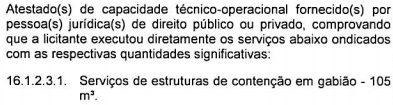 Atestado(s) de capacidade técnico-operacional fornecido(s) por
pessoa(s) jurídica(s) de direito público ou privado, comprovando
que a licitante executou diretamente os serviços abaixo ondicados
com as respectivas quantidades significativas:
16.1.2.3.1. Serviços de estruturas de contenção em gabião - 105
m³.